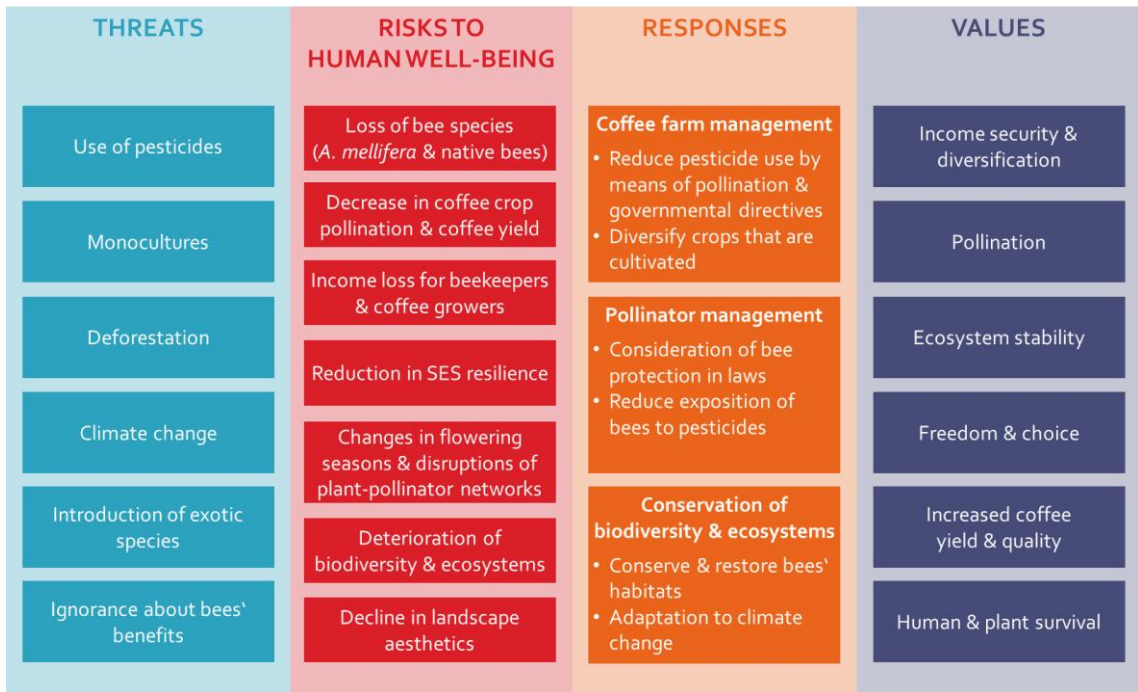 THREATS
Use of pesticides
Monocultures
Deforestation
Climate change
Introduction of exotic
species
Ignorance about bees‘
benefits
RISKS TO
HUMAN WELL-BEING
Loss of bee species
(A. mellifera & native bees)
Decrease in coffee crop
pollination & coffee yield
Income loss for beekeepers
& coffee growers
Reduction in SES resilience
Changes in flowering
seasons & disruptions of
plant-pollinator networks
Deterioration of
biodiversity & ecosystems
Decline in landscape
aesthetics
RESPONSES
Coffee farm management
• Reduce pesticide use by
means of pollination &
governmental directives
• Diversify crops that are
cultivated
Pollinator management
• Consideration of bee
protection in laws
• Reduce exposition of
bees to pesticides
Conservation of
biodiversity & ecosystems
• Conserve & restore bees‘
habitats
• Adaptation to climate
change
VALUES
Income security &
diversification
Pollination
Ecosystem stability
Freedom & choice
Increased coffee
yield & quality
Human & plant survival